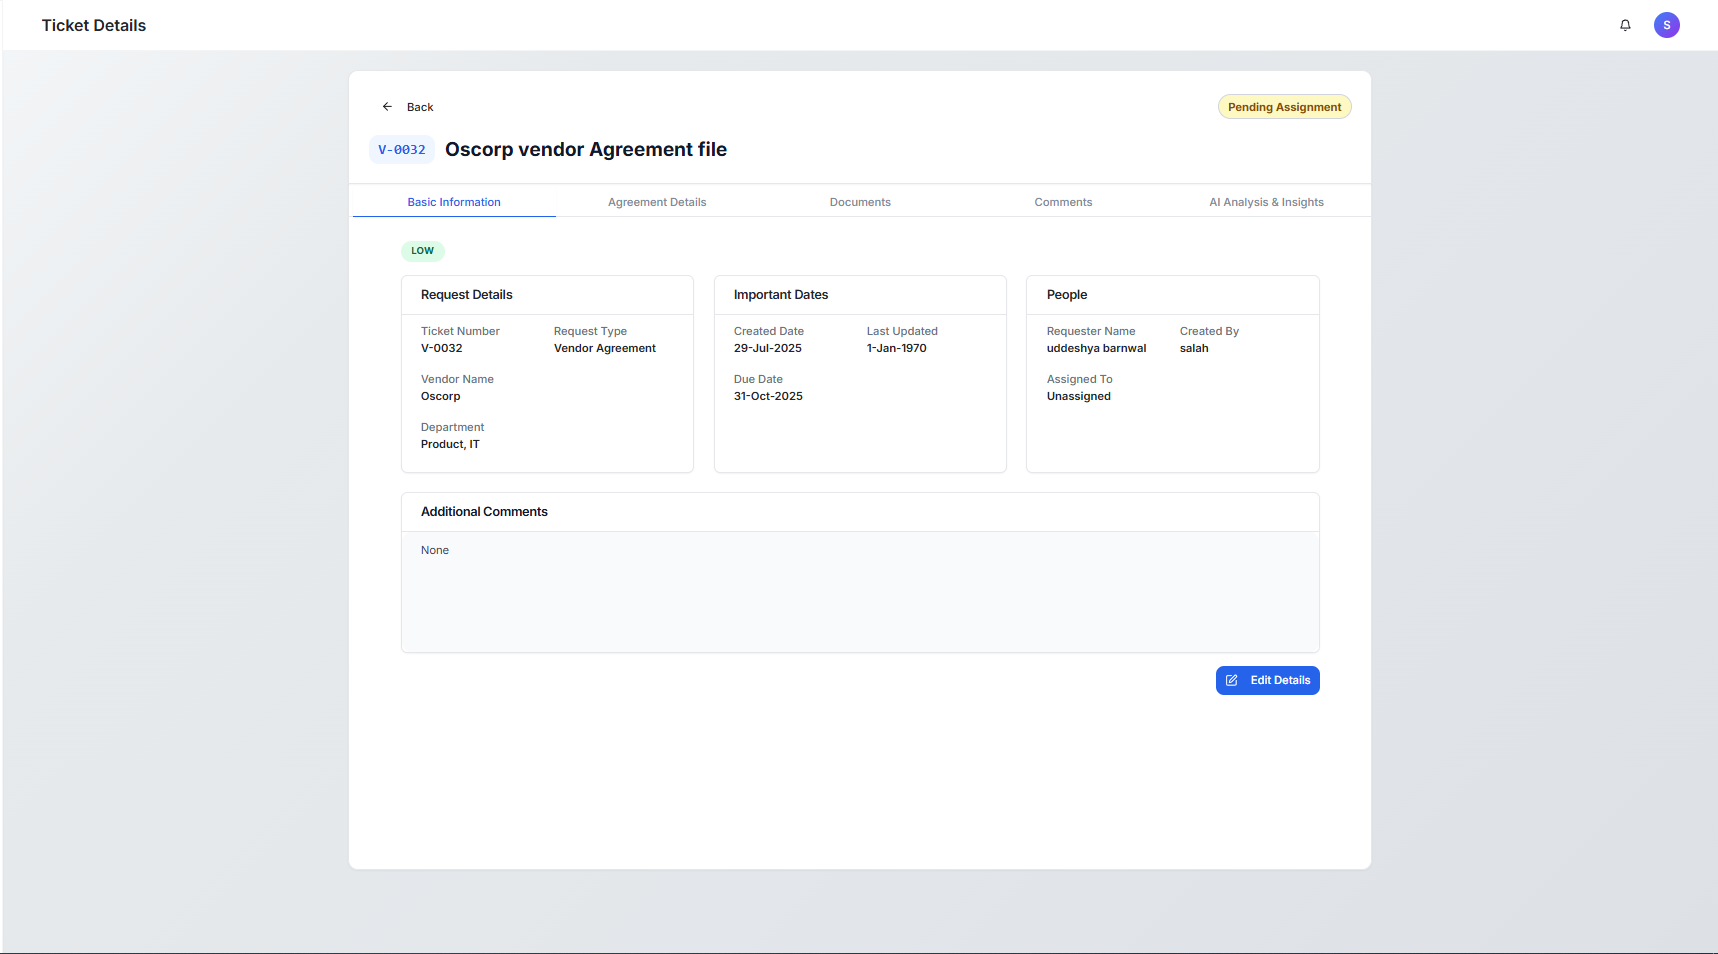 Ticket Details
S
Back
Pending Assignment
V-0032 Oscorp vendor Agreement file
Basic Information Agreement Details Documents Comments AI Analysis & Insights
LOW
Request Details
Ticket Number Request Type
V-0032 Vendor Agreement
Vendor Name
Oscorp
Department
Product, IT
Important Dates
Created Date Last Updated
29-Jul-2025 1-Jan-1970
Due Date
31-Oct-2025
People
Requester Name Created By
uddeshya barnwal salah
Assigned To
Unassigned
Additional Comments
None
Edit Details